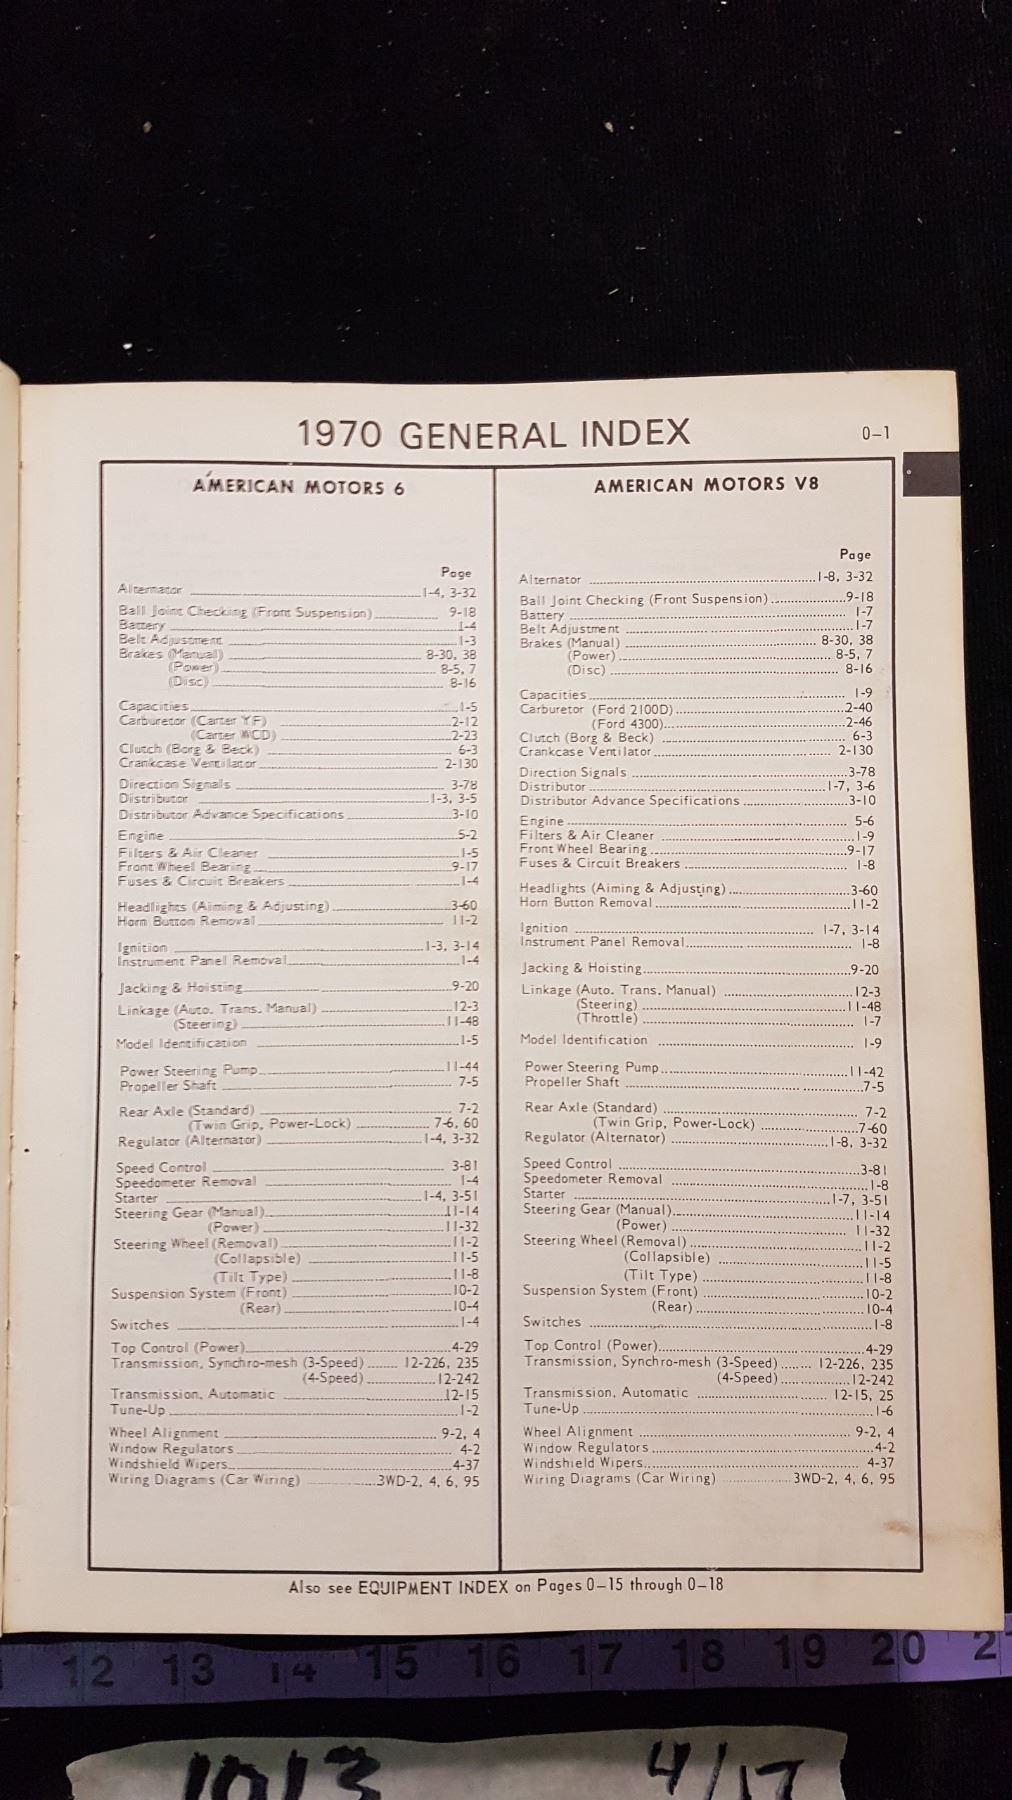 1970 GENERAL INDEX
0-1
AMERICAN MOTORS 6
Page
Alternator 1-4, 3-32
Ball Joint Checking (Front Suspension) 9-18
Battery 1-4
Belt Adjustment 1-3
Brakes (Manual) 8-30, 38
(Power) 8-5, 7
(Disc) 8-16
Capacities 1-5
Carburetor (Carter YF) 2-12
(Carter WCD) 2-23
Clutch (Borg & Beck) 6-3
Crankcase Ventilator 2-130
Direction Signals 3-78
Distributor 1-3, 3-5
Distributor Advance Specifications 3-10
Engine 5-2
Filters & Air Cleaner 1-5
Front Wheel Bearing 9-17
Fuses & Circuit Breakers 1-4
Headlights (Aiming & Adjusting) 3-60
Horn Button Removal 11-2
Ignition 1-3, 3-14
Instrument Panel Removal 1-4
Jacking & Hoisting 9-20
Linkage (Auto. Trans. Manual) 12-3
(Steering) 11-48
Model Identification 1-5
Power Steering Pump 11-44
Propeller Shaft 7-5
Rear Axle (Standard) 7-2
(Twin Grip, Power-Lock) 7-6, 60
Regulator (Alternator) 1-4, 3-32
Speed Control 3-81
Speedometer Removal 1-4
Starter 1-4, 3-51
Steering Gear (Manual) 11-14
(Power) 11-32
Steering Wheel (Removal) 11-2
(Collapsible) 11-5
(Tilt Type) 11-8
Suspension System (Front) 10-2
(Rear) 10-4
Switches 1-4
Top Control (Power) 4-29
Transmission, Synchro-mesh (3-Speed) 12-226, 235
(4-Speed) 12-242
Transmission, Automatic 12-15
Tune-Up 1-2
Wheel Alignment 9-2, 4
Window Regulators 4-2
Windshield Wipers 4-37
Wiring Diagrams (Car Wiring) 3WD-2, 4, 6, 95
AMERICAN MOTORS V8
Page
Alternator 1-8, 3-32
Ball Joint Checking (Front Suspension) 9-18
Battery 1-7
Belt Adjustment 1-7
Brakes (Manual) 8-30, 38
(Power) 8-5, 7
(Disc) 8-16
Capacities 1-9
Carburetor (Ford 2100D) 2-40
(Ford 4300) 2-46
Clutch (Borg & Beck) 6-3
Crankcase Ventilator 2-130
Direction Signals 3-78
Distributor 1-7, 3-6
Distributor Advance Specifications 3-10
Engine 5-6
Filters & Air Cleaner 1-9
Front Wheel Bearing 9-17
Fuses & Circuit Breakers 1-8
Headlights (Aiming & Adjusting) 3-60
Horn Button Removal 11-2
Ignition 1-7, 3-14
Instrument Panel Removal 1-8
Jacking & Hoisting 9-20
Linkage (Auto. Trans. Manual) 12-3
(Steering) 11-48
(Throttle) 1-7
Model Identification 1-9
Power Steering Pump 11-42
Propeller Shaft 7-5
Rear Axle (Standard) 7-2
(Twin Grip, Power-Lock) 7-60
Regulator (Alternator) 1-8, 3-32
Speed Control 3-81
Speedometer Removal 1-8
Starter 1-7, 3-51
Steering Gear (Manual) 11-14
(Power) 11-32
Steering Wheel (Removal) 11-2
(Collapsible) 11-5
(Tilt Type) 11-8
Suspension System (Front) 10-2
(Rear) 10-4
Switches 1-8
Top Control (Power) 4-29
Transmission, Synchro-mesh (3-Speed) 12-226, 235
(4-Speed) 12-242
Transmission, Automatic 12-15, 25
Tune-Up 1-6
Wheel Alignment 9-2, 4
Window Regulators 4-2
Windshield Wipers 4-37
Wiring Diagrams (Car Wiring) 3WD-2, 4, 6, 95
Also see EQUIPMENT INDEX on Pages 0-15 through 0-18
12 13 14 15 16 17 18 19 20
1013 4/17